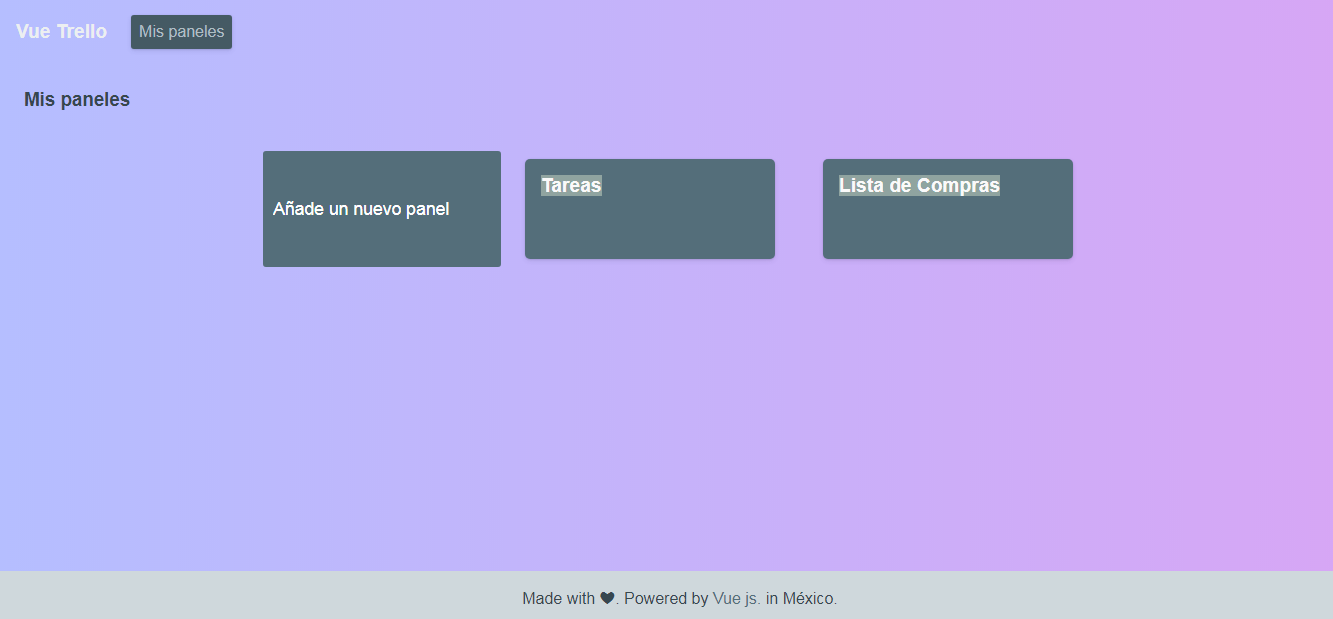 Vue Trello Mis paneles
Mis paneles
Añade un nuevo panel
Tareas
Lista de Compras
Made with ♥. Powered by Vue js. in México.